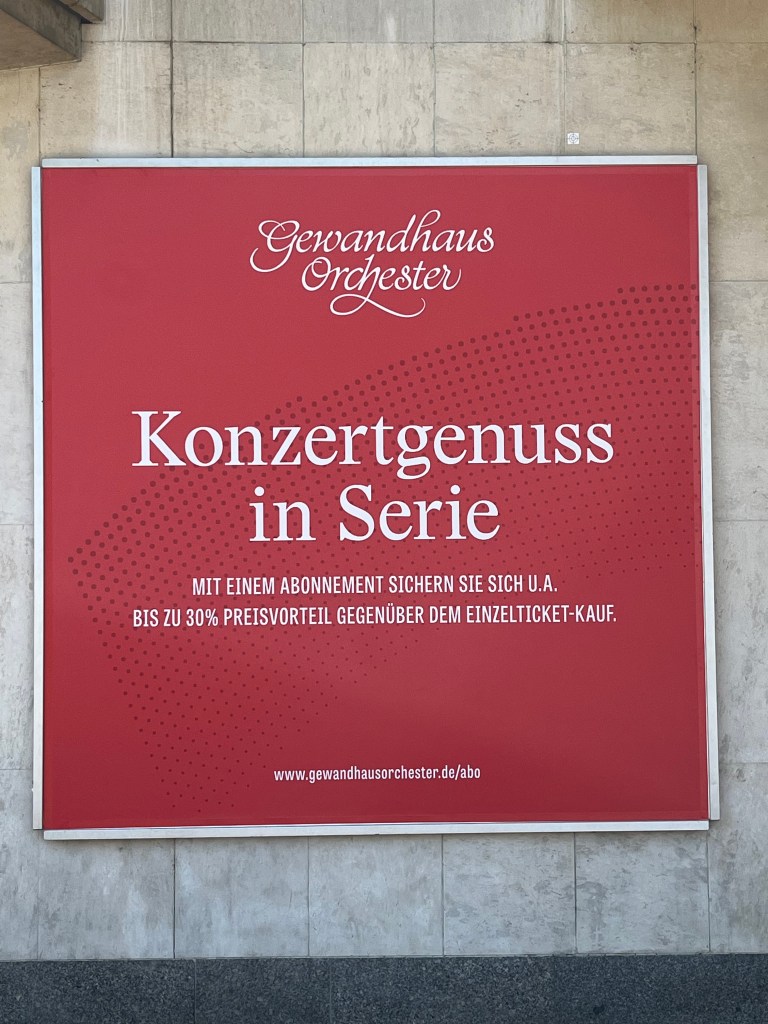 Gewandhaus
Orchester
Konzertgenuss
in Serie
MIT EINEM ABONNEMENT SICHERN SIE SICH U.A.
BIS ZU 30% PREISVORTEIL GEGENÜBER DEM EINZELTICKET-KAUF.
www.gewandhausorchester.de/abo